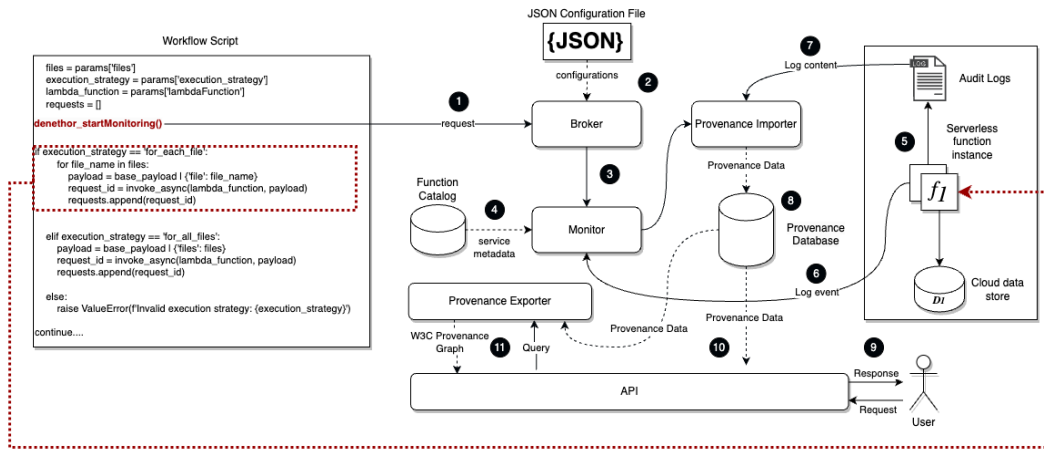 JSON Configuration File
{JSON}
configurations
2
Workflow Script
files = params['files']
execution_strategy = params['execution_strategy']
lambda_function = params['lambdaFunction']
requests = []
denethor_startMonitoring()
if execution_strategy == 'for_each_file':
for file_name in files:
payload = base_payload | {'file': file_name}
request_id = invoke_async(lambda_function, payload)
requests.append(request_id)
elif execution_strategy == 'for_all_files':
payload = base_payload | {'files': files}
request_id = invoke_async(lambda_function, payload)
requests.append(request_id)
else:
raise ValueError(f'Invalid execution strategy: {execution_strategy}')
continue....
1
request
Broker
3
Function
Catalog
4
service
metadata
Monitor
7
Log content
Provenance Importer
Provenance Data
8
Provenance
Database
LOG
Audit Logs
5
Serverless
function
instance
f1
6
Log event
D1
Cloud data
store
Provenance Exporter
W3C Provenance
Graph
11
Query
Provenance Data
Provenance Data
10
9
API
Response
Request
User